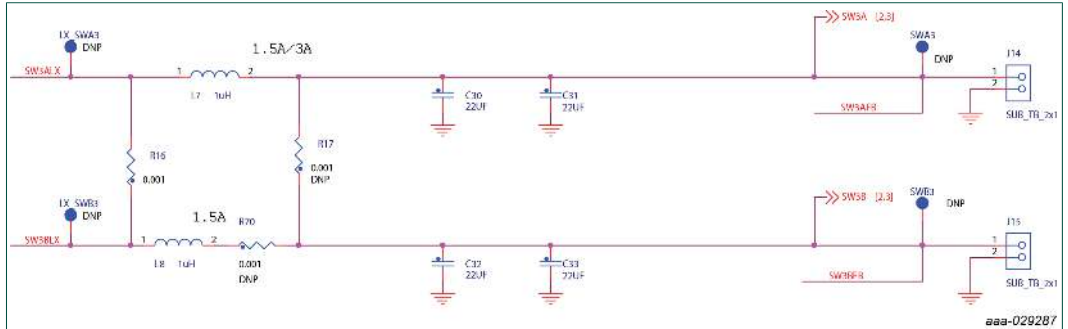 SW3A [2,3]
LX_SWA3
DNP
1.5A/3A
SWA3
DNP
J14
SW3ALX
1 2
L7 1uH
C30
22UF
C31
22UF
1
2
SW3AFB
SUB_TB_2x1
R16
0.001
R17
0.001
DNP
LX_SWB3
DNP
1.5A
R70
SW3B [2,3]
SWB3
DNP
J15
SW3BLX
1 2
L8 1uH
0.001
DNP
C32
22UF
C33
22UF
1
2
SW3BFB
SUB_TB_2x1
aaa-029287